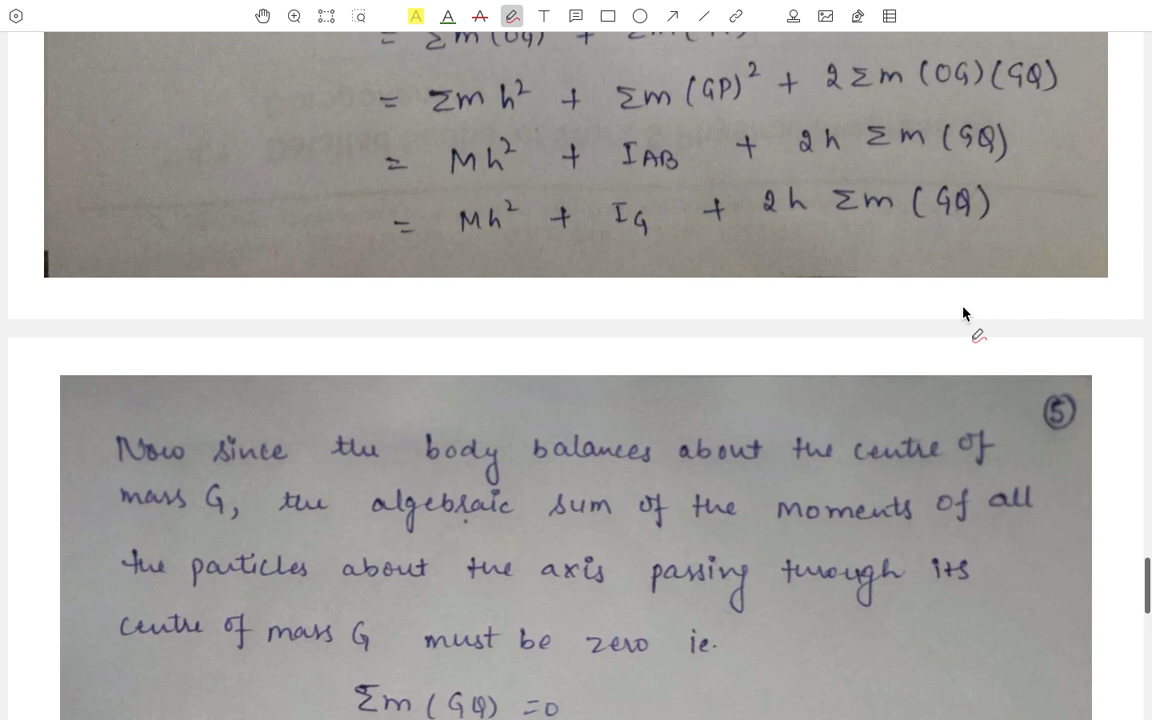 = Σm h² + Σm (GP)² + 2 Σm (OG) (GQ)
= Mh² + I_AB + 2h Σm (GQ)
= Mh² + I_G + 2h Σm (GQ)
5
Now since the body balances about the centre of
mass G, the algebraic sum of the moments of all
the particles about the axis passing through its
centre of mass G must be zero ie.
Σm (GQ) = 0